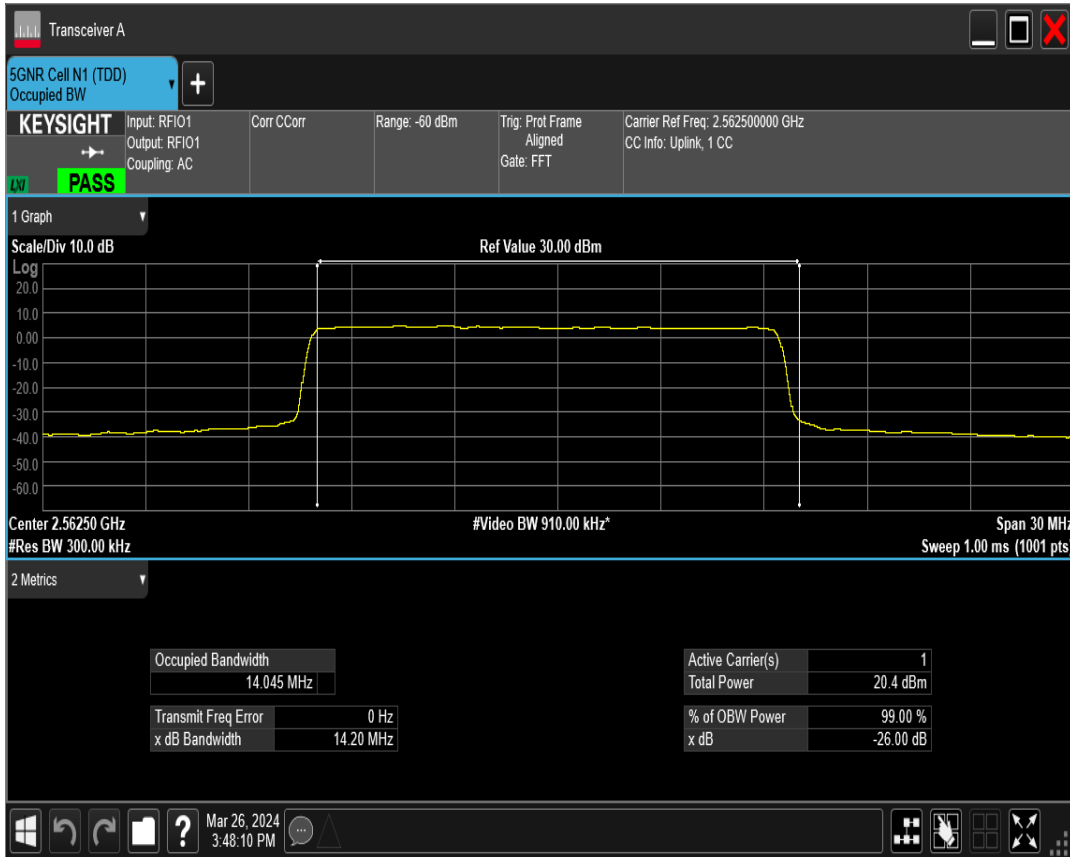 Transceiver A
5GNR Cell N1 (TDD)
Occupied BW
+
KEYSIGHT
LXI
PASS
Input: RFIO1
Output: RFIO1
Coupling: AC
Corr CCorr
Range: -60 dBm
Trig: Prot Frame
Aligned
Gate: FFT
Carrier Ref Freq: 2.562500000 GHz
CC Info: Uplink, 1 CC
1 Graph
Scale/Div 10.0 dB
Ref Value 30.00 dBm
Log
20.0
10.0
0.00
-10.0
-20.0
-30.0
-40.0
-50.0
-60.0
Center 2.56250 GHz
#Video BW 910.00 kHz*
Span 30 MHz
#Res BW 300.00 kHz
Sweep 1.00 ms (1001 pts)
2 Metrics
Occupied Bandwidth
14.045 MHz
Transmit Freq Error 0 Hz
x dB Bandwidth 14.20 MHz
Active Carrier(s) 1
Total Power 20.4 dBm
% of OBW Power 99.00 %
x dB -26.00 dB
?
Mar 26, 2024
3:48:10 PM